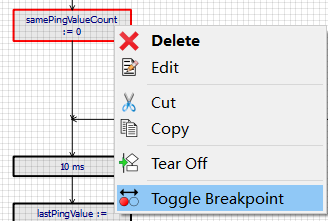 samePingValueCount
:= 0
Delete
Edit
Cut
Copy
Tear Off
10 ms
Toggle Breakpoint
lastPingValue :=